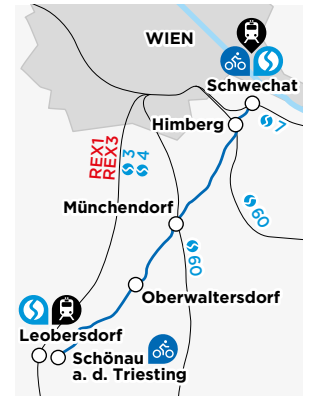 WIEN
Schwechat
7
Himberg
REX1
REX3
3
4
60
Münchendorf
60
Oberwaltersdorf
Leobersdorf
Schönau
a. d. Triesting